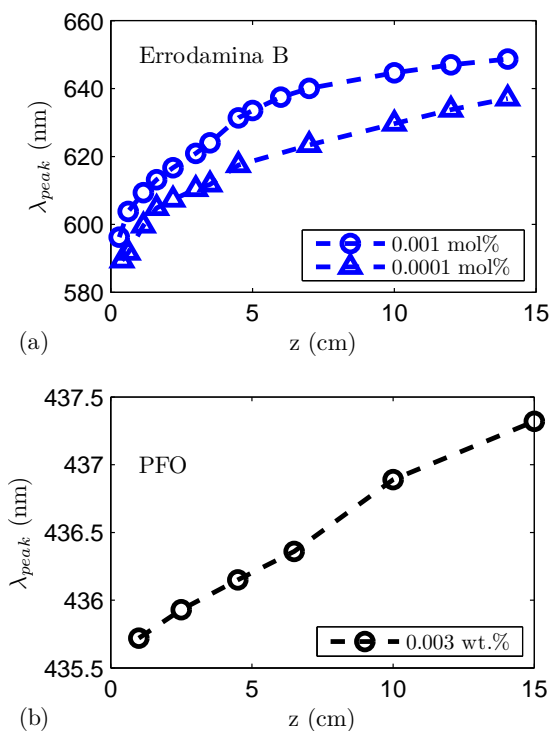 660
640
620
600
580
λpeak (nm)
Errodamina B
0.001 mol%
0.0001 mol%
0 5 10 15
z (cm)
(a)
437.5
437
436.5
436
435.5
λpeak (nm)
PFO
0.003 wt.%
0 5 10 15
z (cm)
(b)